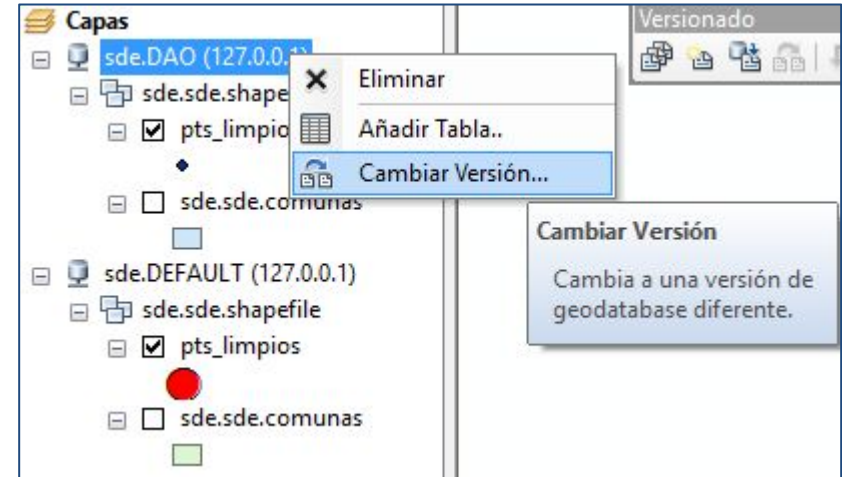 Capas
Versionado
sde.DAO (127.0.0.1)
Eliminar
sde.sde.shape
pts_limpio
Añadir Tabla..
Cambiar Versión...
sde.sde.comunas
Cambiar Versión
Cambia a una versión de
geodatabase diferente.
sde.DEFAULT (127.0.0.1)
sde.sde.shapefile
pts_limpios
sde.sde.comunas